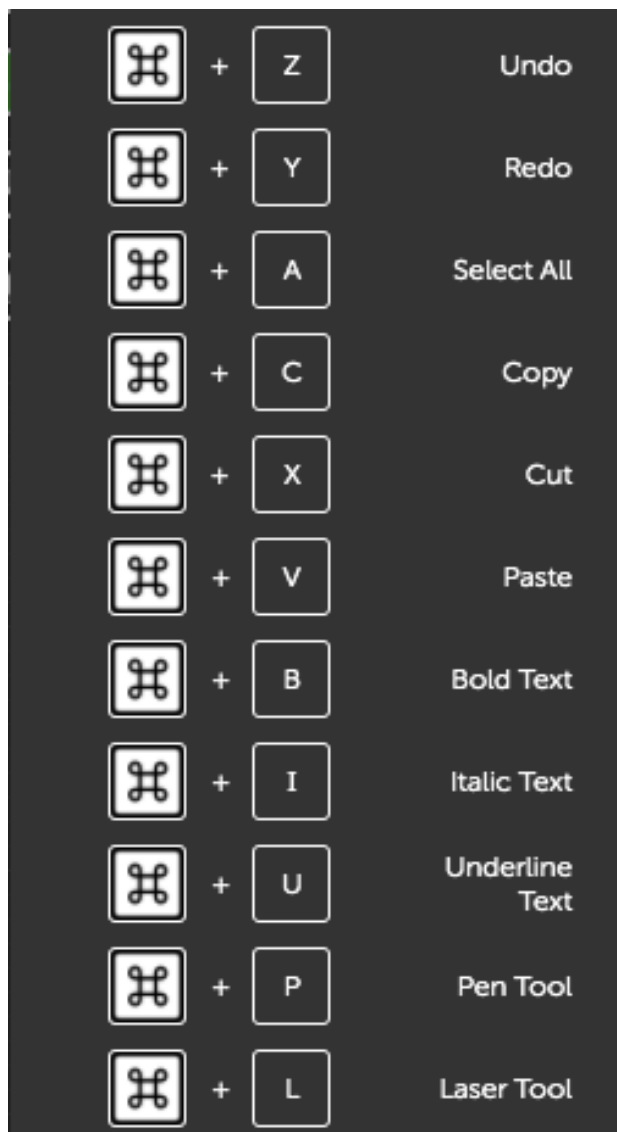 ⌘ + Z Undo
⌘ + Y Redo
⌘ + A Select All
⌘ + C Copy
⌘ + X Cut
⌘ + V Paste
⌘ + B Bold Text
⌘ + I Italic Text
⌘ + U Underline
Text
⌘ + P Pen Tool
⌘ + L Laser Tool